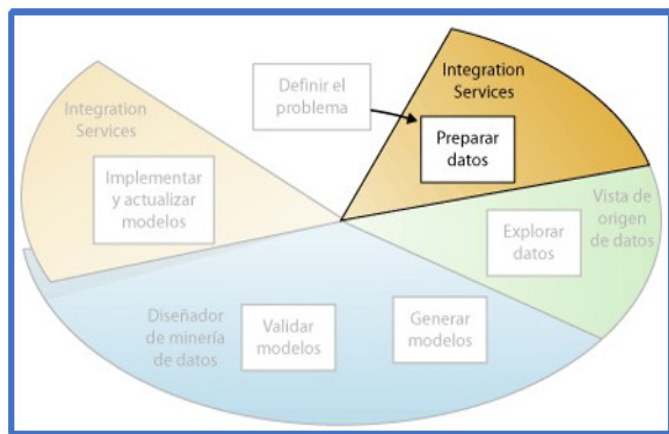 Definir el
problema
Integration
Services
Preparar
datos
Vista de
origen
de datos
Explorar
datos
Generar
modelos
Validar
modelos
Diseñador
de minería
de datos
Integration
Services
Implementar
y actualizar
modelos